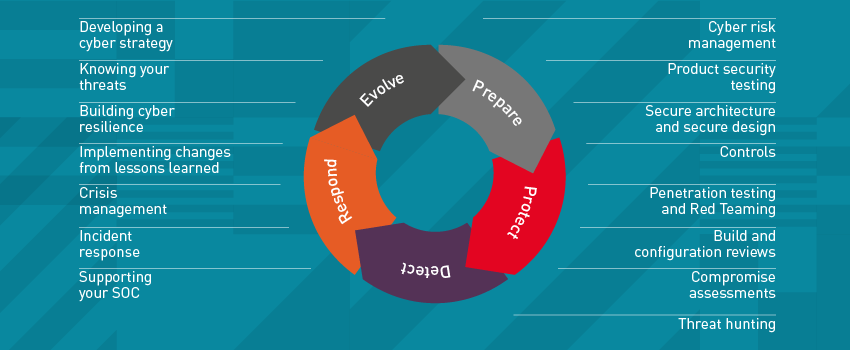 Developing a
cyber strategy
Knowing your
threats
Building cyber
resilience
Implementing changes
from lessons learned
Crisis
management
Incident
response
Supporting
your SOC
Evolve
Prepare
Protect
Detect
Respond
Cyber risk
management
Product security
testing
Secure architecture
and secure design
Controls
Penetration testing
and Red Teaming
Build and
configuration reviews
Compromise
assessments
Threat hunting